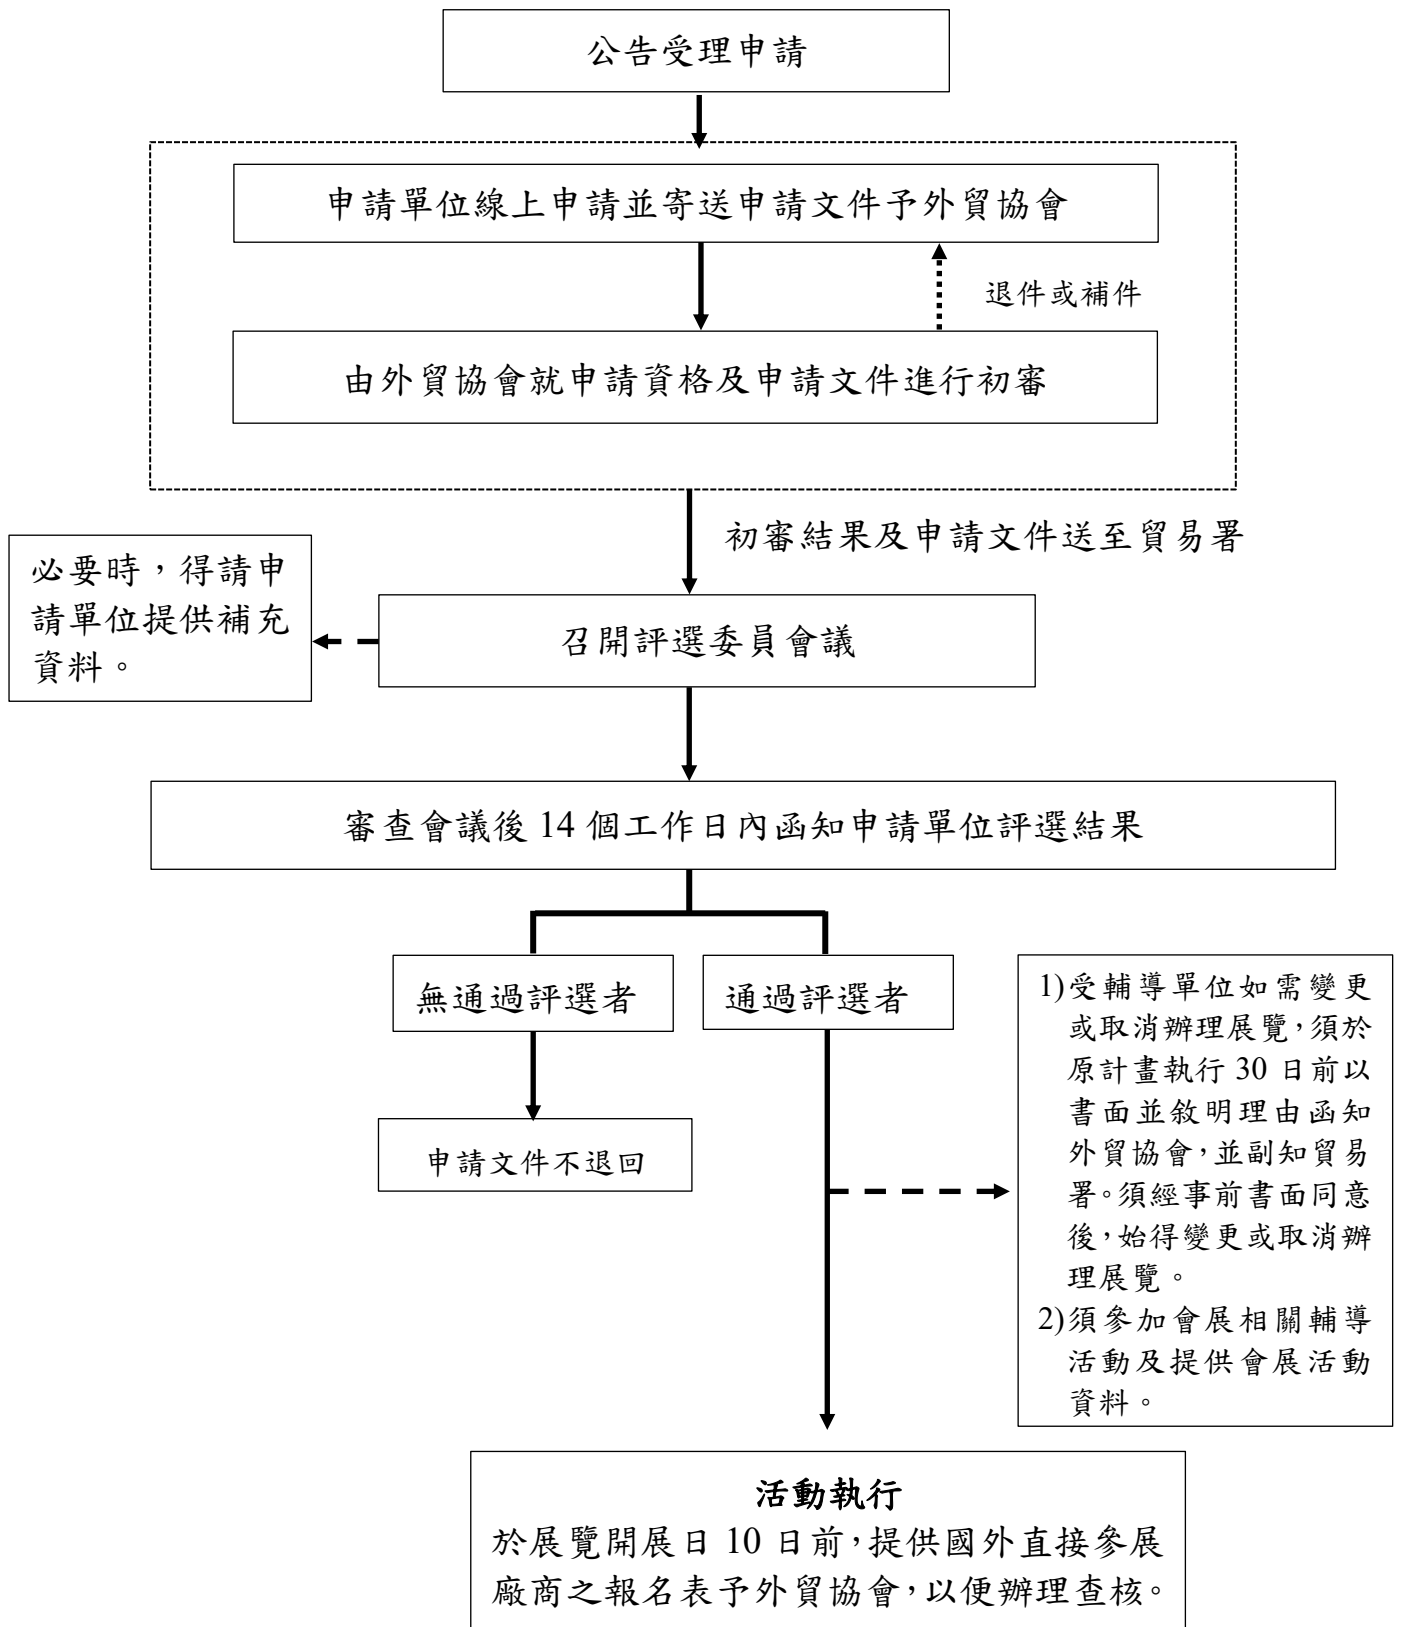 公告受理申請
申請單位線上申請並寄送申請文件予外貿協會
退件或補件
由外貿協會就申請資格及申請文件進行初審
初審結果及申請文件送至貿易署
必要時，得請申
請單位提供補充
資料。
召開評選委員會議
審查會議後 14 個工作日內函知申請單位評選結果
無通過評選者
通過評選者
申請文件不退回
1)受輔導單位如需變更
或取消辦理展覽，須於
原計畫執行 30 日前以
書面並敘明理由函知
外貿協會，並副知貿易
署。須經事前書面同意
後，始得變更或取消辦
理展覽。
2)須參加會展相關輔導
活動及提供會展活動
資料。
活動執行
於展覽開展日 10 日前，提供國外直接參展
廠商之報名表予外貿協會，以便辦理查核。